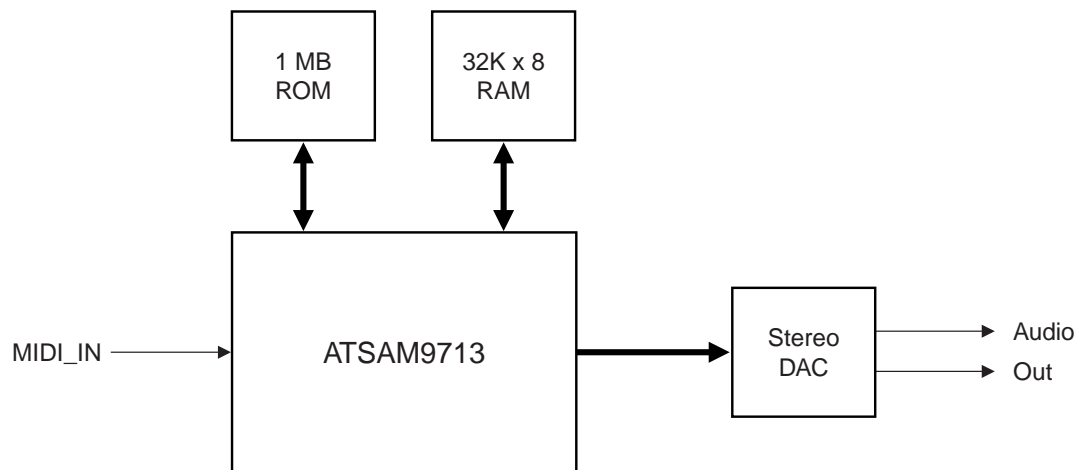 1 MB
ROM
32K x 8
RAM
MIDI_IN
ATSAM9713
Stereo
DAC
Audio
Out